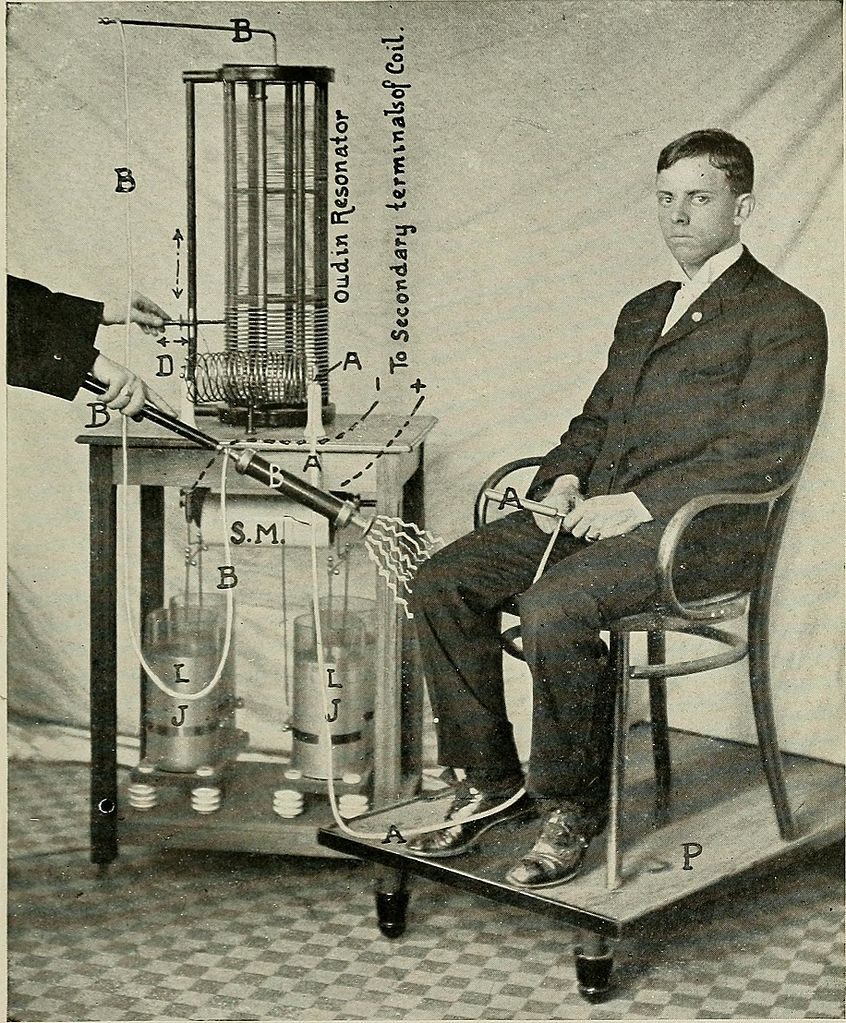 B
B
Oudin Resonator
To Secondary terminals of Coil.
D
A
-
+
B
A
B
A
S.M.
B
L
J
L
J
A
P